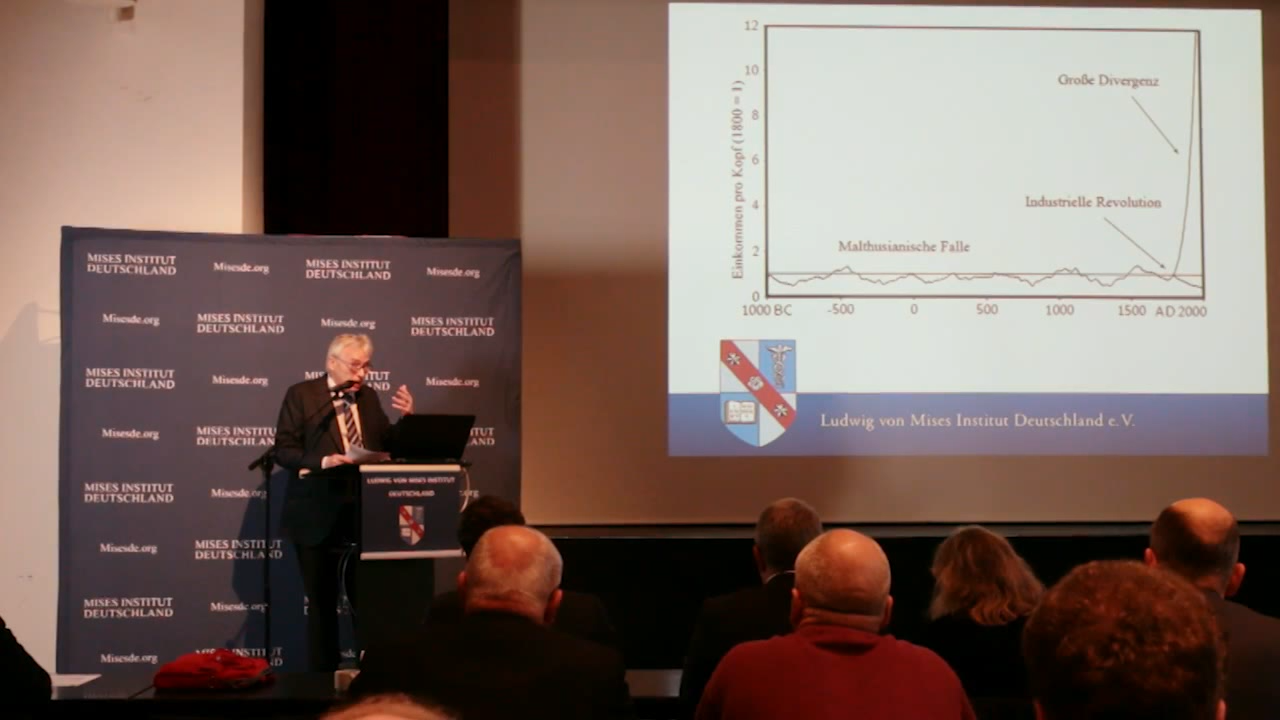 MISES INSTITUT
DEUTSCHLAND
Misesde.org
MISES INSTITUT
DEUTSCHLAND
Misesde.org
Misesde.org
MISES INSTITUT
DEUTSCHLAND
Misesde.org
MISES INSTITUT
DEUTSCHLAND
MISES INSTITUT
DEUTSCHLAND
Misesde.org
Misesde.org
Misesde.org
MISES INSTITUT
DEUTSCHLAND
MISES INSTITUT
DEUTSCHLAND
Misesde.org
Misesde.org
MISES INSTITUT
DEUTSCHLAND
MISES INSTITUT
DEUTSCHLAND
Misesde.org
Misesde.org
LUDWIG VON MISES INSTITUT
DEUTSCHLAND
12
10
8
6
4
2
0
Einkommen pro Kopf (1800 = 1)
Große Divergenz
Industrielle Revolution
Malthusianische Falle
1000 BC -500 0 500 1000 1500 AD 2000
Ludwig von Mises Institut Deutschland e. V.